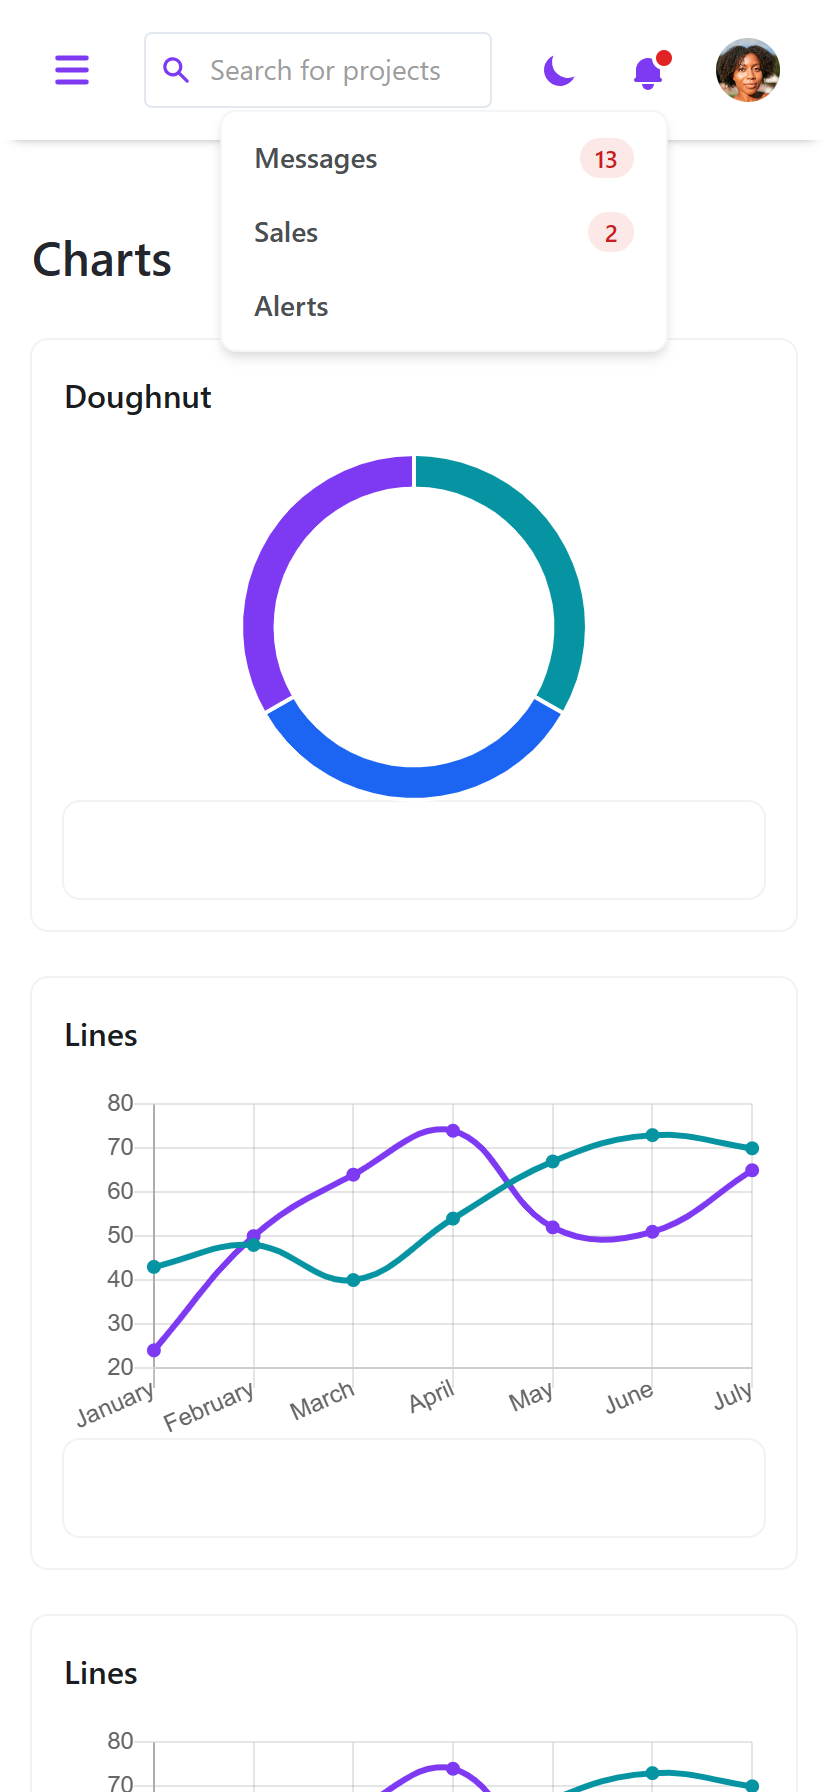 Search for projects
Messages 13
Sales 2
Alerts
Charts
Doughnut
Lines
80
70
60
50
40
30
20
January February March April May June July
Lines
80
70